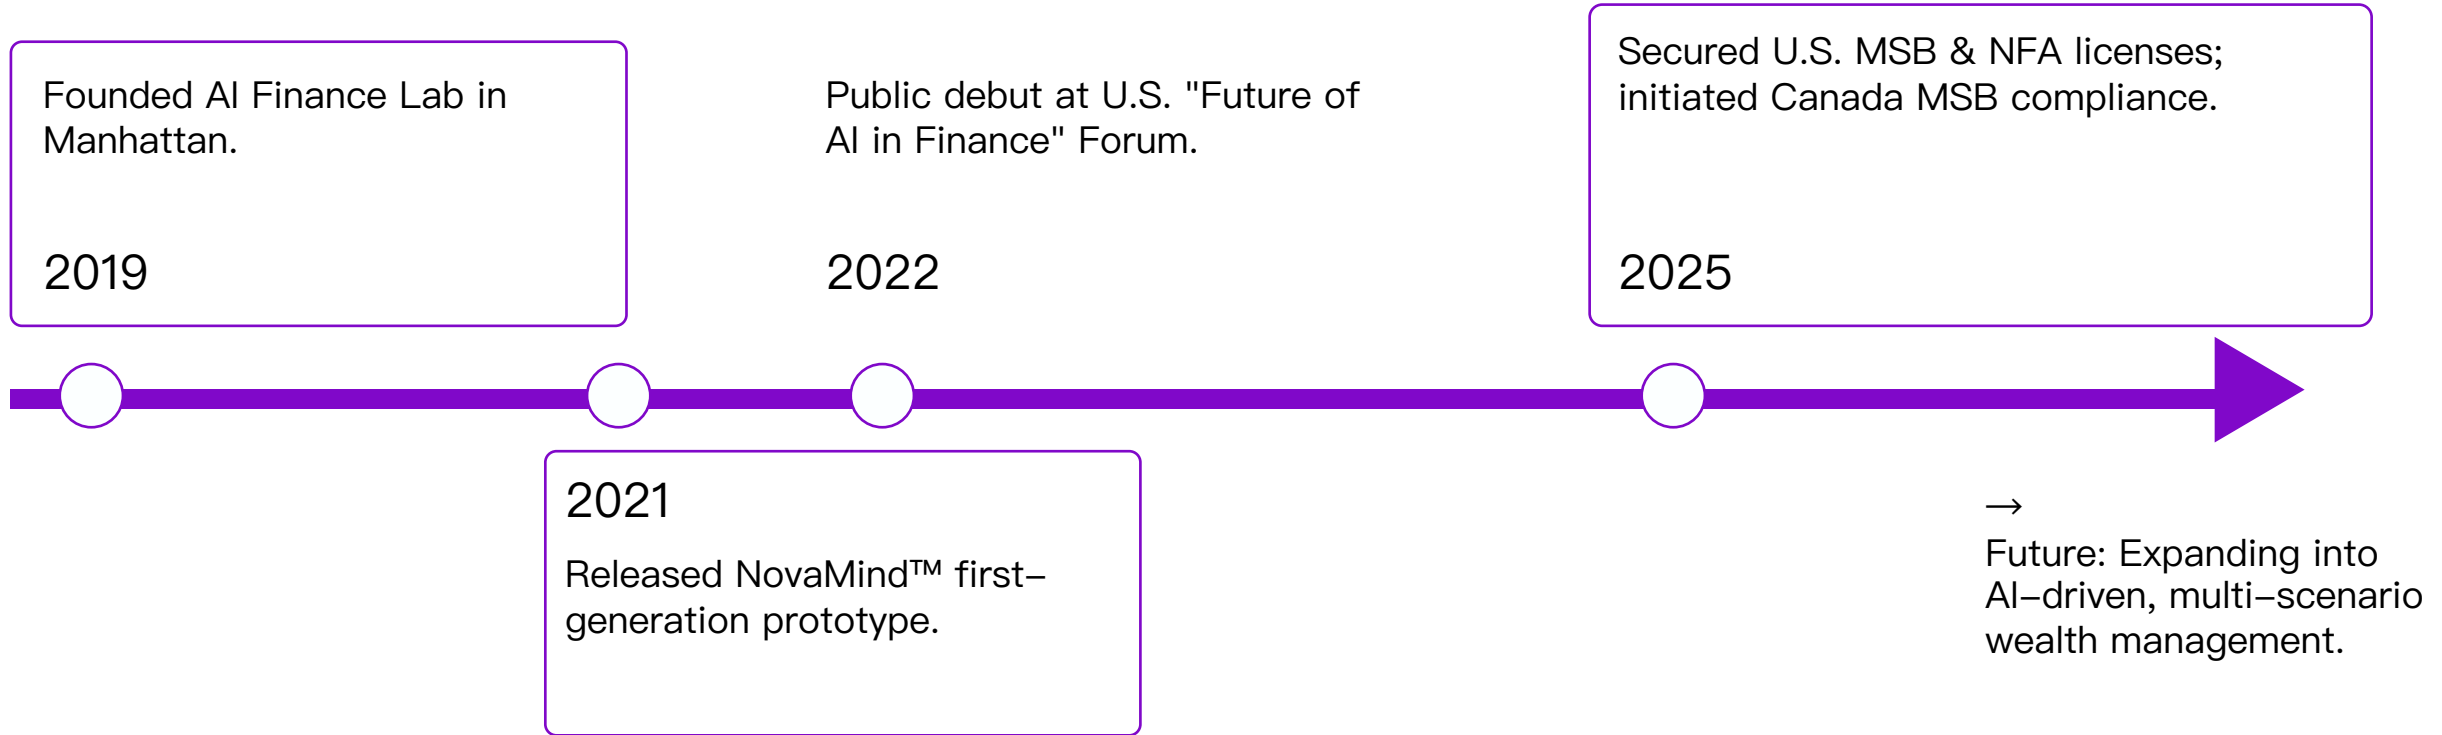 Founded AI Finance Lab in
Manhattan.
2019
2021
Released NovaMind™ first–
generation prototype.
Public debut at U.S. "Future of
AI in Finance" Forum.
2022
Secured U.S. MSB & NFA licenses;
initiated Canada MSB compliance.
2025
→
Future: Expanding into
AI–driven, multi–scenario
wealth management.